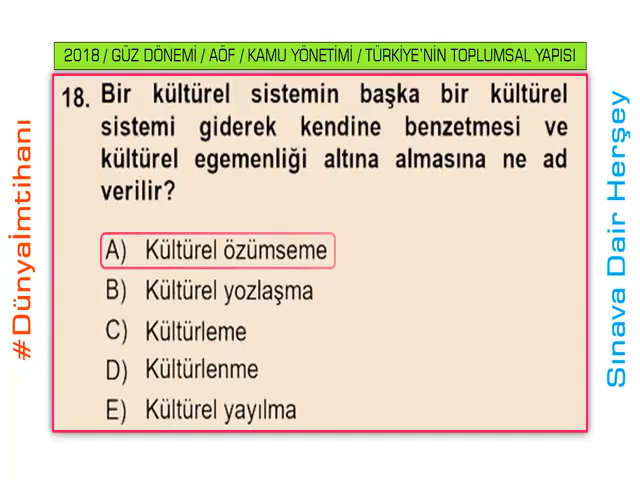 2018 / GÜZ DÖNEMİ / AÖF / KAMU YÖNETİMİ / TÜRKİYE'NİN TOPLUMSAL YAPISI
#Dünyaİmtihanı
18. Bir kültürel sistemin başka bir kültürel
sistemi giderek kendine benzetmesi ve
kültürel egemenliği altına almasına ne ad
verilir?
A) Kültürel özümseme
B) Kültürel yozlaşma
C) Kültürleme
D) Kültürlenme
E) Kültürel yayılma
Sınava Dair Herşey